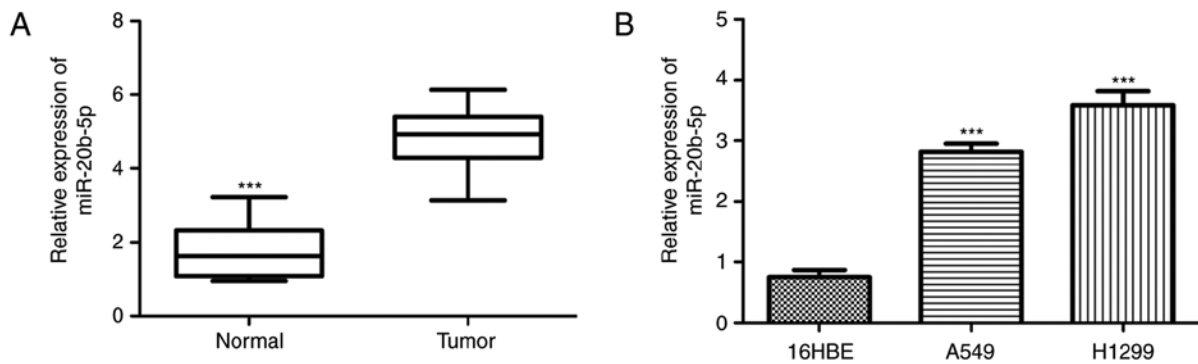 A
Relative expression of
miR-20b-5p
8
6
4
2
0
***
Normal
Tumor
B
Relative expression of
miR-20b-5p
5
4
3
2
1
0
***
***
16HBE
A549
H1299